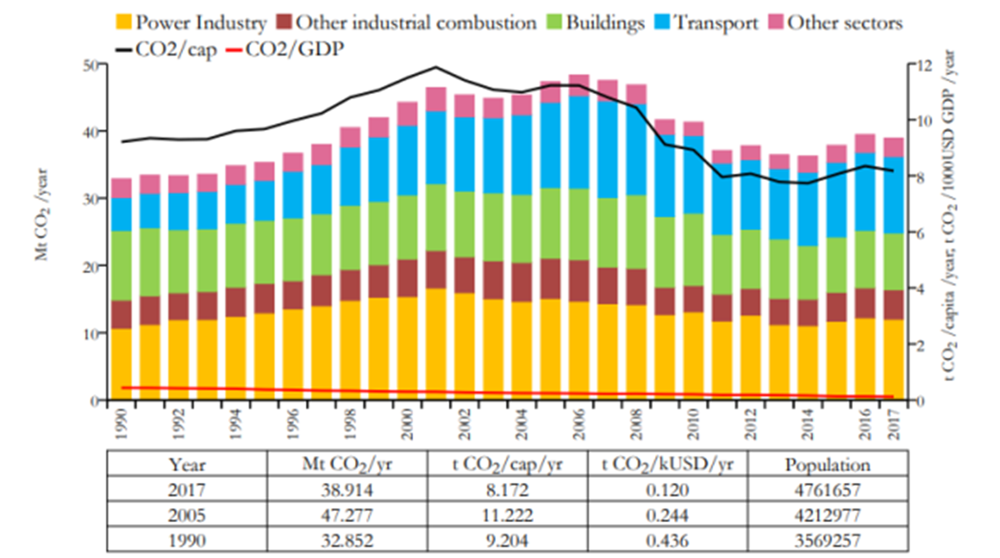 Power Industry Other industrial combustion Buildings Transport Other sectors
CO2/cap CO2/GDP
Mt CO2 /year
50
40
30
20
10
0
12
10
8
6
4
2
0
t CO2 /capita /year, t CO2 /1000USD GDP /year
1990 1992 1994 1996 1998 2000 2002 2004 2006 2008 2010 2012 2014 2016 2017
Year Mt CO2/yr t CO2/cap/yr t CO2/kUSD/yr Population
2017 38.914 8.172 0.120 4761657
2005 47.277 11.222 0.244 4212977
1990 32.852 9.204 0.436 3569257